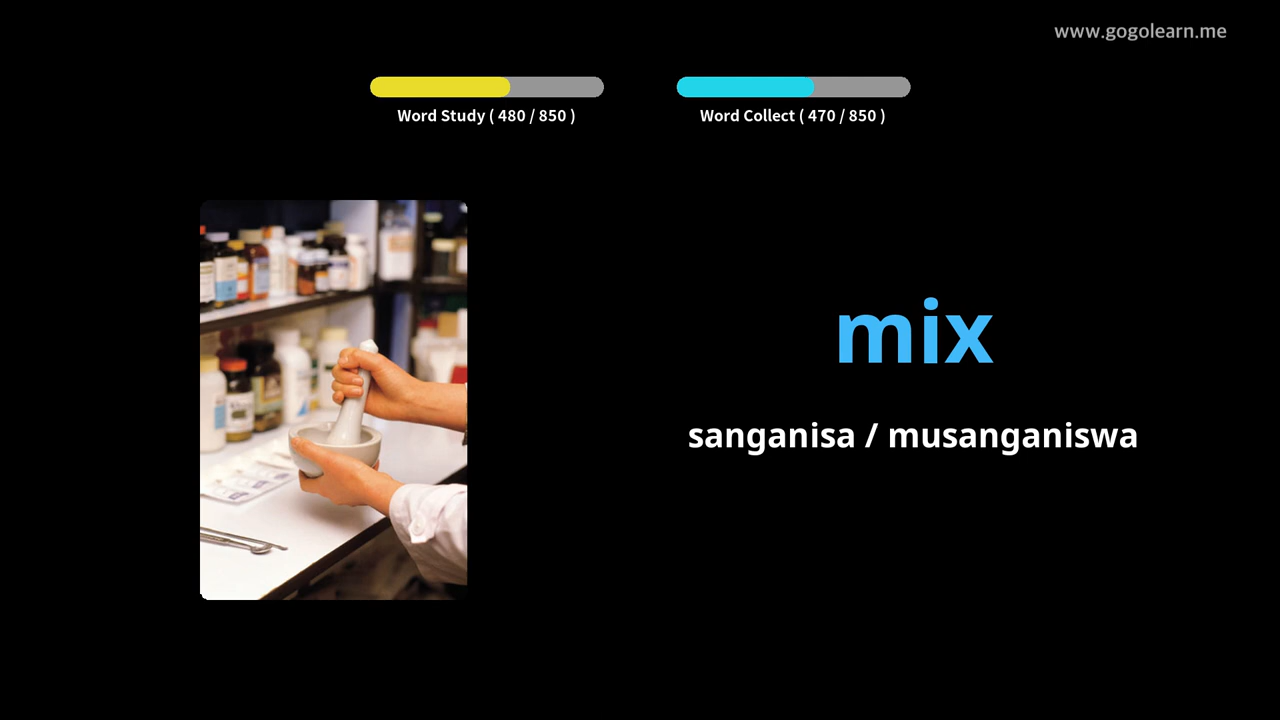 www.gogolearn.me
Word Study ( 480 / 850 )
Word Collect ( 470 / 850 )
mix
sanganisa / musanganiswa